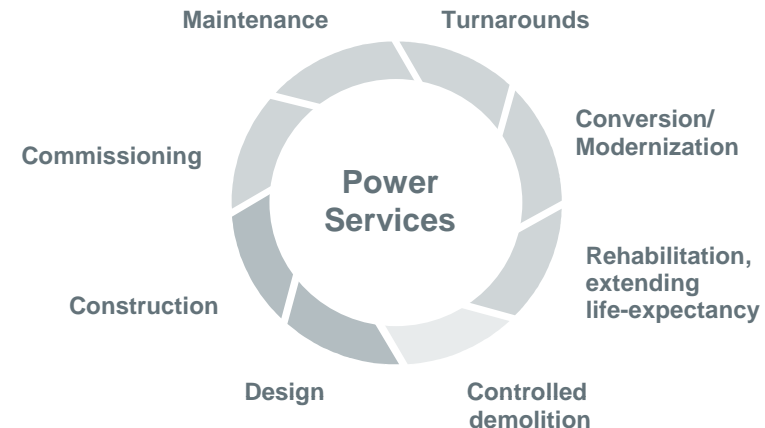 Maintenance
Turnarounds
Conversion/
Modernization
Commissioning
Power
Services
Rehabilitation,
extending
life-expectancy
Construction
Design
Controlled
demolition